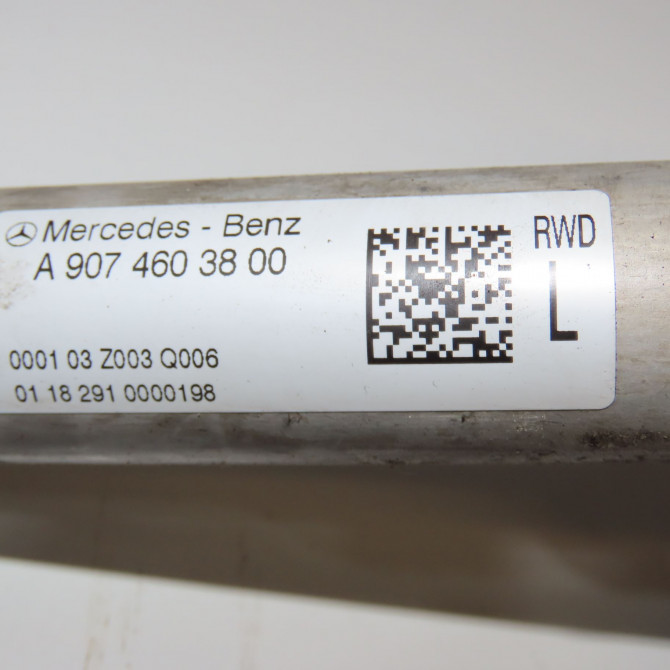 Mercedes - Benz
A 907 460 38 00
RWD
L
0001 03 Z003 Q006
01 18 291 0000198